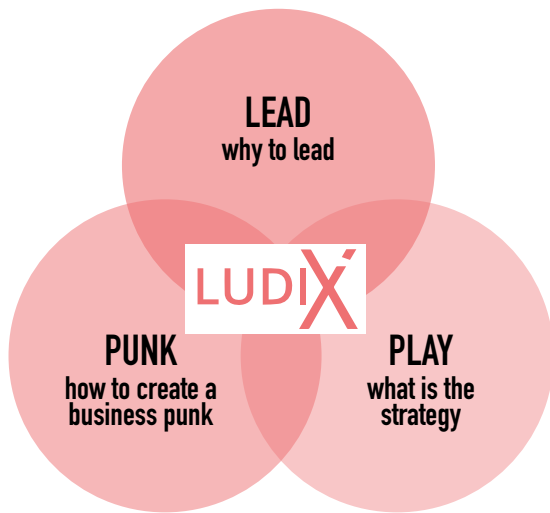 LEAD
why to lead
LUDIX
PUNK
how to create a
business punk
PLAY
what is the
strategy